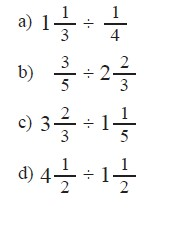 a) 1 1/3 ÷ 1/4
b) 3/5 ÷ 2 2/3
c) 3 2/3 ÷ 1 1/5
d) 4 1/2 ÷ 1 1/2